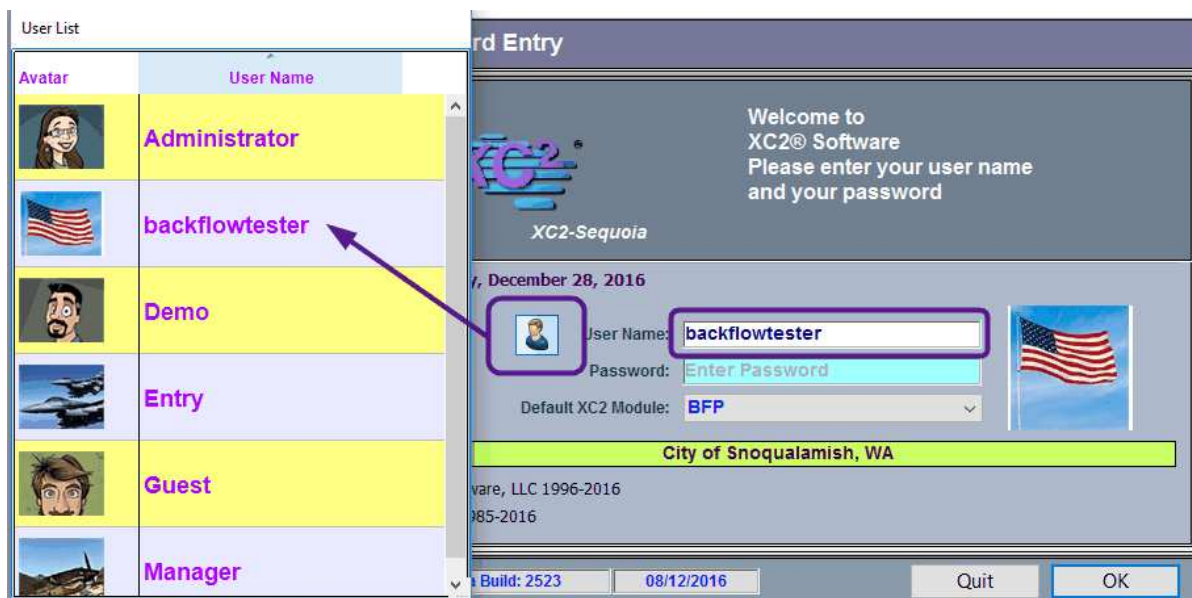 User List
Avatar
User Name
Administrator
backflowtester
Demo
Entry
Guest
Manager
rd Entry
XC2®
XC2-Sequoia
Welcome to
XC2® Software
Please enter your user name
and your password
y, December 28, 2016
User Name: backflowtester
Password: Enter Password
Default XC2 Module: BFP
City of Snoqualamish, WA
ware, LLC 1996-2016
985-2016
a Build: 2523
08/12/2016
Quit
OK